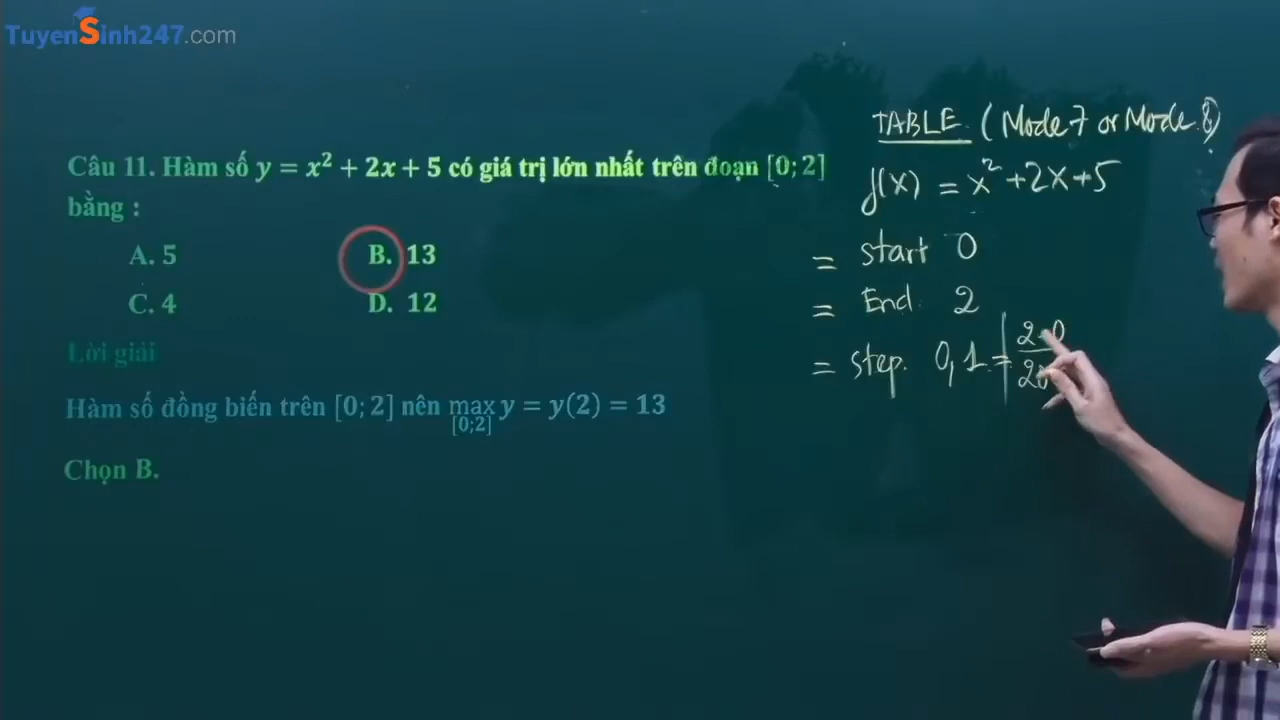 TuyenSinh247.com
Câu 11. Hàm số y = x² + 2x + 5 có giá trị lớn nhất trên đoạn [0; 2]
bằng :
A. 5 B. 13
C. 4 D. 12
Lời giải
Hàm số đồng biến trên [0; 2] nên max y = y(2) = 13
[0;2]
Chọn B.
TABLE (Mode 7 or Mode 8)
f(x) = x² + 2x + 5
= start 0
= End 2
= step. 0,1 = 2-0